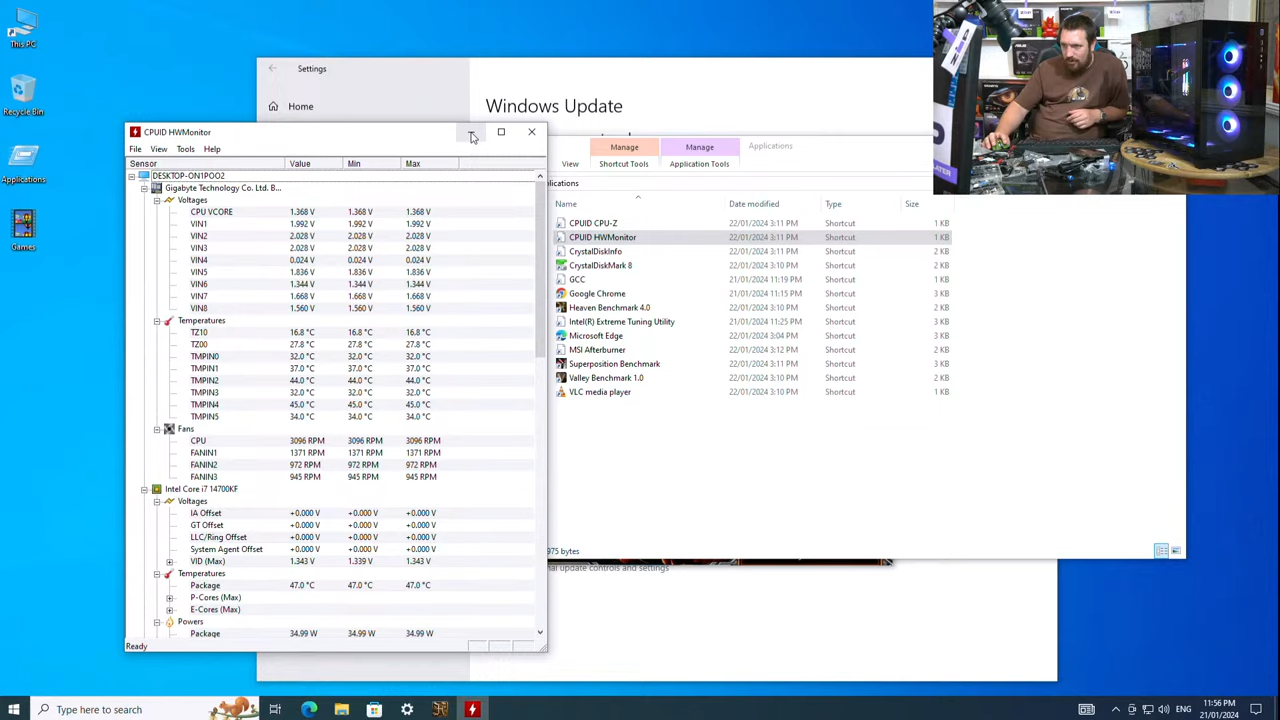 This PC
Recycle Bin
Applications
Games
Settings
Home
Windows Update
Manage
Manage
Applications
View
Shortcut Tools
Application Tools
Name
Date modified
Type
Size
CPUID CPU-Z 22/01/2024 3:11 PM Shortcut 1 KB
CPUID HWMonitor 22/01/2024 3:11 PM Shortcut 1 KB
CrystalDiskInfo 22/01/2024 3:11 PM Shortcut 2 KB
CrystalDiskMark 8 22/01/2024 3:10 PM Shortcut 2 KB
GCC 21/01/2024 11:19 PM Shortcut 1 KB
Google Chrome 21/01/2024 11:15 PM Shortcut 3 KB
Heaven Benchmark 4.0 22/01/2024 3:10 PM Shortcut 2 KB
Intel(R) Extreme Tuning Utility 21/01/2024 11:25 PM Shortcut 3 KB
Microsoft Edge 22/01/2024 3:04 PM Shortcut 3 KB
MSI Afterburner 22/01/2024 3:12 PM Shortcut 2 KB
Superposition Benchmark 22/01/2024 3:11 PM Shortcut 3 KB
Valley Benchmark 1.0 22/01/2024 3:10 PM Shortcut 2 KB
VLC media player 22/01/2024 3:10 PM Shortcut 2 KB
975 bytes
CPUID HWMonitor
File View Tools Help
Sensor Value Min Max
DESKTOP-ON1POO2
Gigabyte Technology Co. Ltd. B...
Voltages
CPU VCORE 1.368 V 1.368 V 1.368 V
VIN1 1.992 V 1.992 V 1.992 V
VIN2 2.028 V 2.028 V 2.028 V
VIN3 2.028 V 2.028 V 2.028 V
VIN4 0.024 V 0.024 V 0.024 V
VIN5 1.836 V 1.836 V 1.836 V
VIN6 1.344 V 1.344 V 1.344 V
VIN7 1.668 V 1.668 V 1.668 V
VIN8 1.560 V 1.560 V 1.560 V
Temperatures
TZ10 16.8 °C 16.8 °C 16.8 °C
TZ00 27.8 °C 27.8 °C 27.8 °C
TMPIN0 32.0 °C 32.0 °C 32.0 °C
TMPIN1 37.0 °C 37.0 °C 37.0 °C
TMPIN2 44.0 °C 44.0 °C 44.0 °C
TMPIN3 32.0 °C 32.0 °C 32.0 °C
TMPIN4 45.0 °C 45.0 °C 45.0 °C
TMPIN5 34.0 °C 34.0 °C 34.0 °C
Fans
CPU 3096 RPM 3096 RPM 3096 RPM
FANIN1 1371 RPM 1371 RPM 1371 RPM
FANIN2 972 RPM 972 RPM 972 RPM
FANIN3 945 RPM 945 RPM 945 RPM
Intel Core i7 14700KF
Voltages
IA Offset +0.000 V +0.000 V +0.000 V
GT Offset +0.000 V +0.000 V +0.000 V
LLC/Ring Offset +0.000 V +0.000 V +0.000 V
System Agent Offset +0.000 V +0.000 V +0.000 V
VID (Max) 1.343 V 1.339 V 1.343 V
Temperatures
Package 47.0 °C 47.0 °C 47.0 °C
P-Cores (Max)
E-Cores (Max)
Powers
Package 34.99 W 34.99 W 34.99 W
Ready
update controls and settings
Type here to search
ENG
11:56 PM
21/01/2024